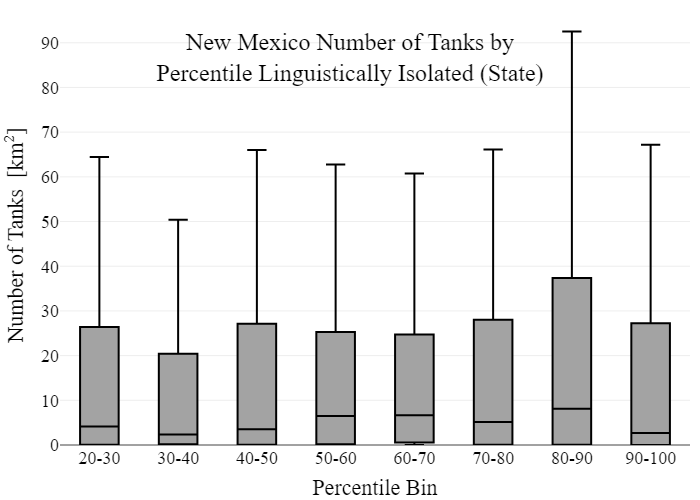 New Mexico Number of Tanks by
Percentile Linguistically Isolated (State)
Number of Tanks [km²]
90
80
70
60
50
40
30
20
10
0
20-30 30-40 40-50 50-60 60-70 70-80 80-90 90-100
Percentile Bin